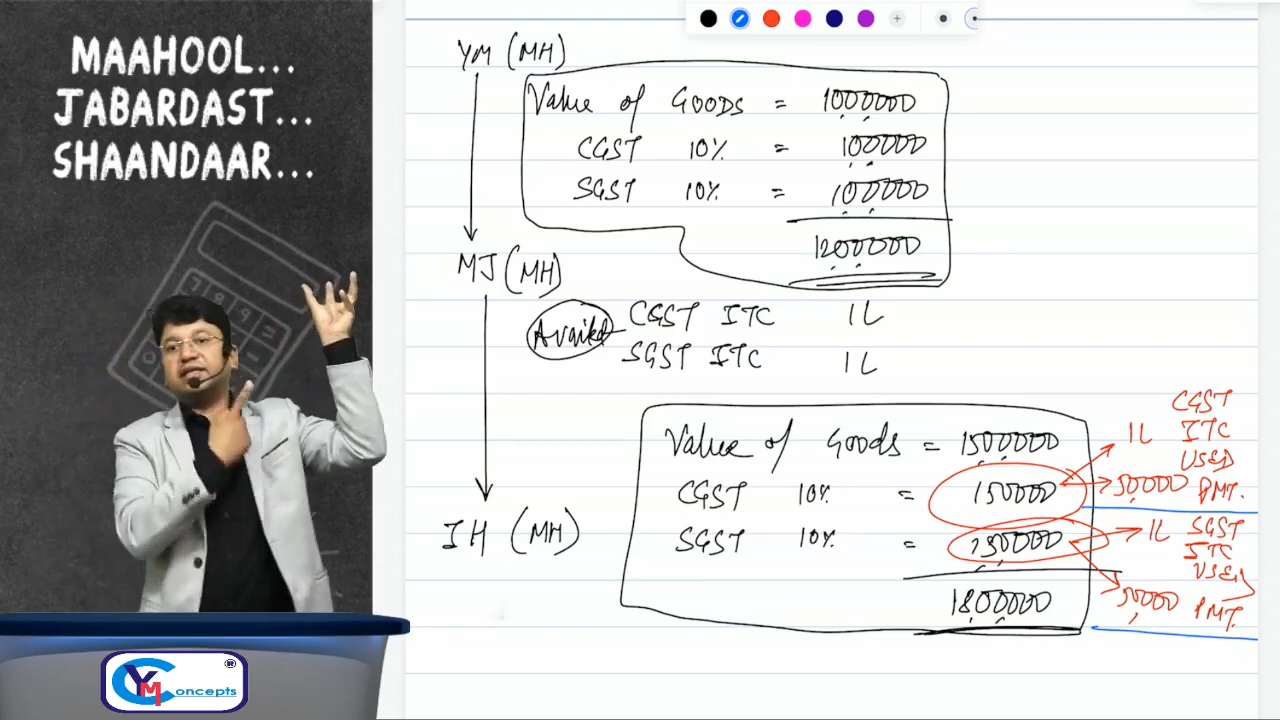 MAAHOOL...
JABARDAST...
SHAANDAAR...
YM (MH)
Value of GOODS = 1000000
CGST 10% = 100000
SGST 10% = 100000
1200000
MJ (MH)
Availed CGST ITC 1L
SGST ITC 1L
Value of Goods = 1500000
CGST 10% = 150000
IH (MH)
SGST 10% = 150000
1800000
1L CGST
ITC
USED
50,000 PMT.
1L SGST
ITC
USED
50000 PMT.
YM Concepts ®